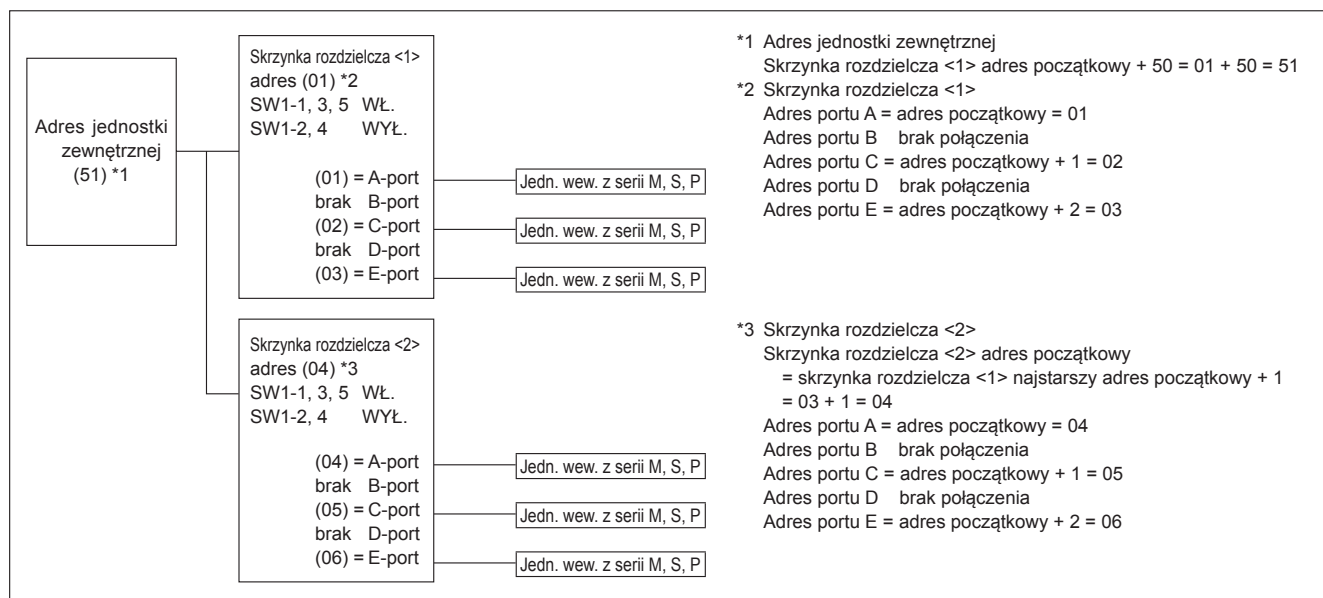 Adres jednostki
zewnętrznej
(51) *1
Skrzynka rozdzielcza <1>
adres (01) *2
SW1-1, 3, 5 WŁ.
SW1-2, 4 WYŁ.
(01) = A-port
brak B-port
(02) = C-port
brak D-port
(03) = E-port
Jedn. wew. z serii M, S, P
Jedn. wew. z serii M, S, P
Jedn. wew. z serii M, S, P
Skrzynka rozdzielcza <2>
adres (04) *3
SW1-1, 3, 5 WŁ.
SW1-2, 4 WYŁ.
(04) = A-port
brak B-port
(05) = C-port
brak D-port
(06) = E-port
Jedn. wew. z serii M, S, P
Jedn. wew. z serii M, S, P
Jedn. wew. z serii M, S, P
*1 Adres jednostki zewnętrznej
Skrzynka rozdzielcza <1> adres początkowy + 50 = 01 + 50 = 51
*2 Skrzynka rozdzielcza <1>
Adres portu A = adres początkowy = 01
Adres portu B brak połączenia
Adres portu C = adres początkowy + 1 = 02
Adres portu D brak połączenia
Adres portu E = adres początkowy + 2 = 03
*3 Skrzynka rozdzielcza <2>
Skrzynka rozdzielcza <2> adres początkowy
= skrzynka rozdzielcza <1> najstarszy adres początkowy + 1
= 03 + 1 = 04
Adres portu A = adres początkowy = 04
Adres portu B brak połączenia
Adres portu C = adres początkowy + 1 = 05
Adres portu D brak połączenia
Adres portu E = adres początkowy + 2 = 06